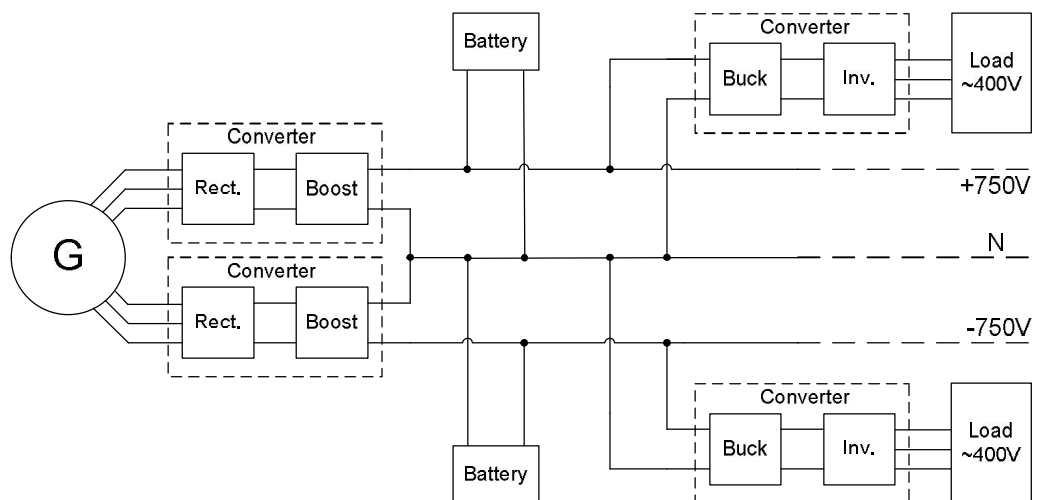 Battery
Converter
Buck
Inv.
Load
~400V
Converter
Rect.
Boost
+750V
G
N
Converter
Rect.
Boost
-750V
Converter
Buck
Inv.
Load
~400V
Battery